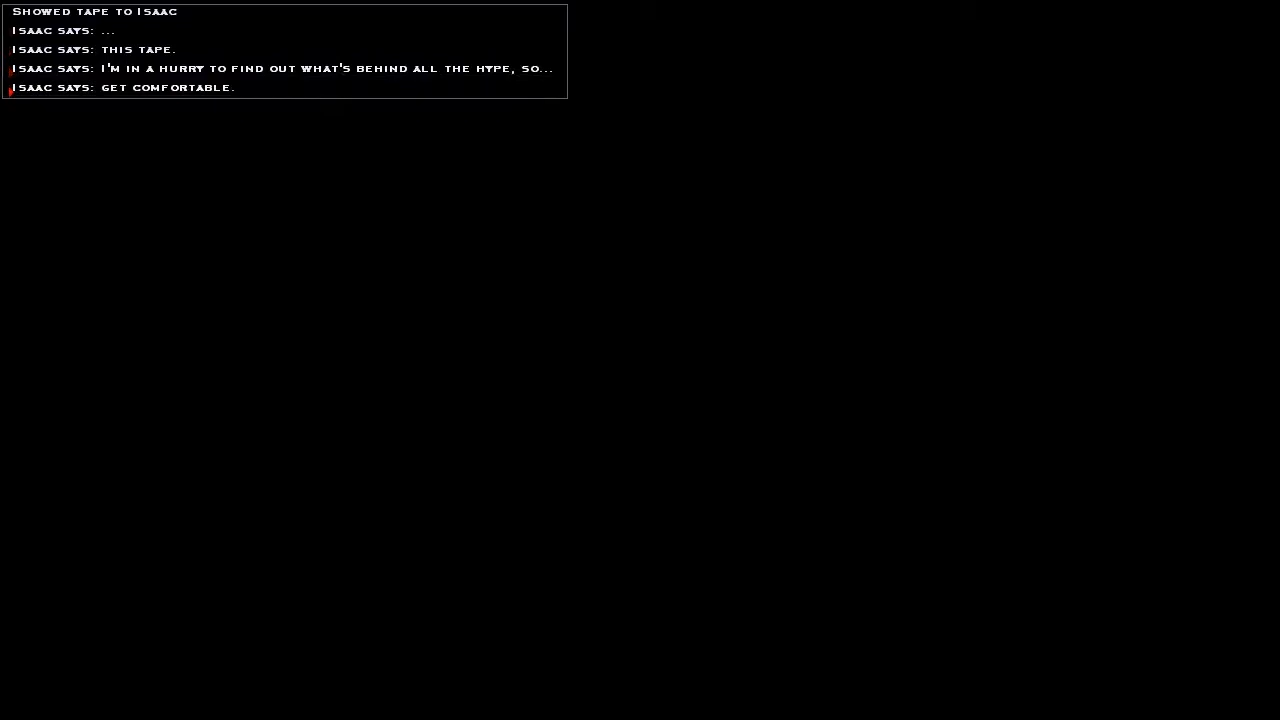 Showed tape to Isaac
Isaac says: ...
Isaac says: this tape.
Isaac says: I'm in a hurry to find out what's behind all the hype, so...
Isaac says: get comfortable.